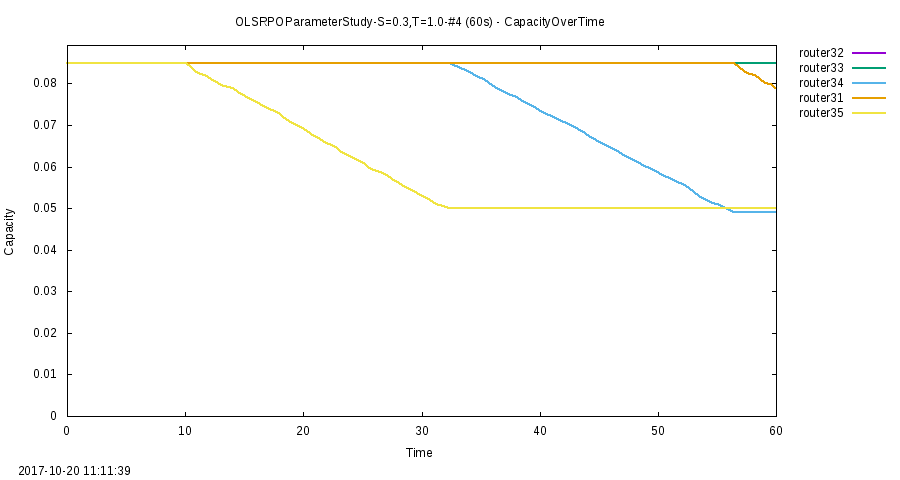 OLSRPOParameterStudy-S=0.3,T=1.0-#4 (60s) - CapacityOverTime
router32
router33
router34
router31
router35
0.08
0.07
0.06
0.05
0.04
0.03
0.02
0.01
0
Capacity
0 10 20 30 40 50 60
Time
2017-10-20 11:11:39